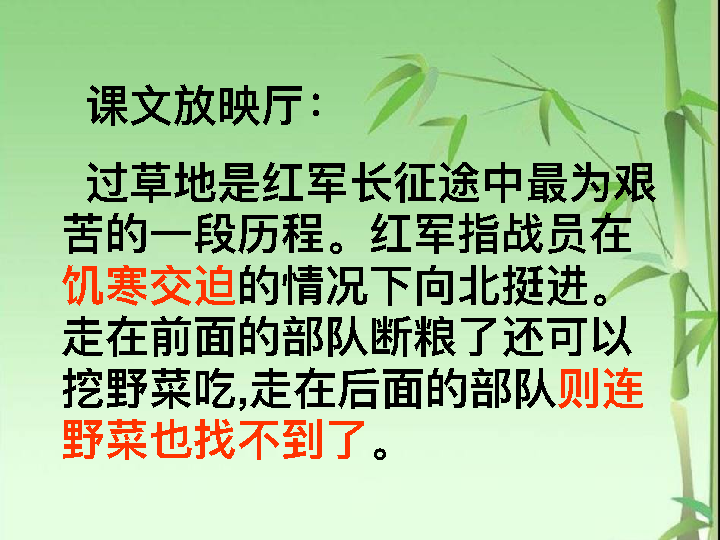 课文放映厅：
过草地是红军长征途中最为艰
苦的一段历程。红军指战员在
饥寒交迫的情况下向北挺进。
走在前面的部队断粮了还可以
挖野菜吃,走在后面的部队则连
野菜也找不到了。